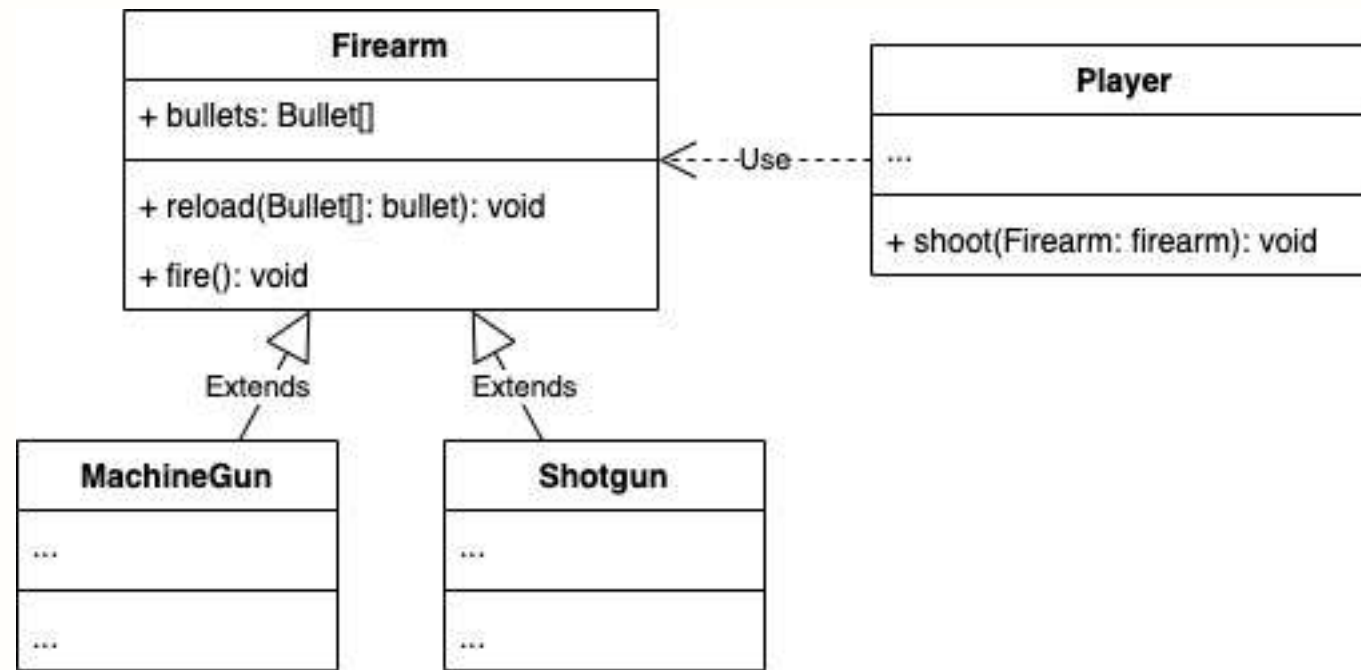 Firearm
+ bullets: Bullet[]
+ reload(Bullet[]: bullet): void
+ fire(): void
Use
Player
...
+ shoot(Firearm: firearm): void
Extends
Extends
MachineGun
...
...
Shotgun
...
...